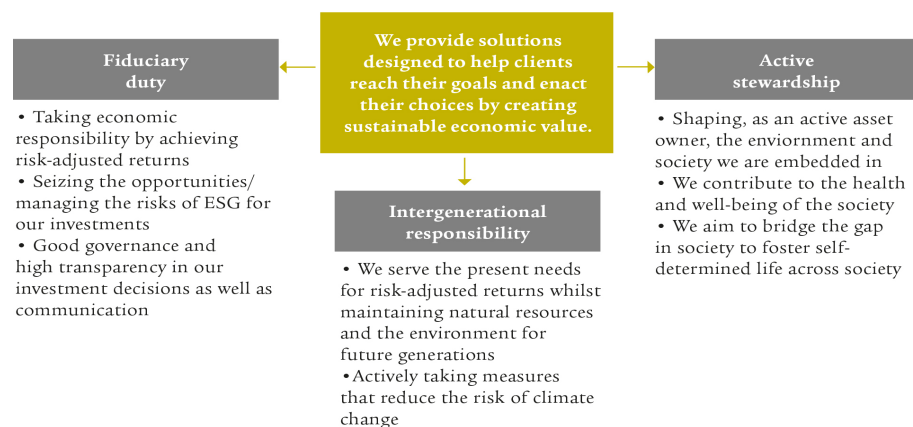 We provide solutions
designed to help clients
reach their goals and enact
their choices by creating
sustainable economic value.
Fiduciary
duty
• Taking economic
responsibility by achieving
risk-adjusted returns
• Seizing the opportunities/
managing the risks of ESG for
our investments
• Good governance and
high transparency in our
investment decisions as well as
communication
Intergenerational
responsibility
• We serve the present needs
for risk-adjusted returns whilst
maintaining natural resources
and the environment for
future generations
•Actively taking measures
that reduce the risk of climate
change
Active
stewardship
• Shaping, as an active asset
owner, the enviornment and
society we are embedded in
• We contribute to the health
and well-being of the society
• We aim to bridge the gap
in society to foster self-
determined life across society